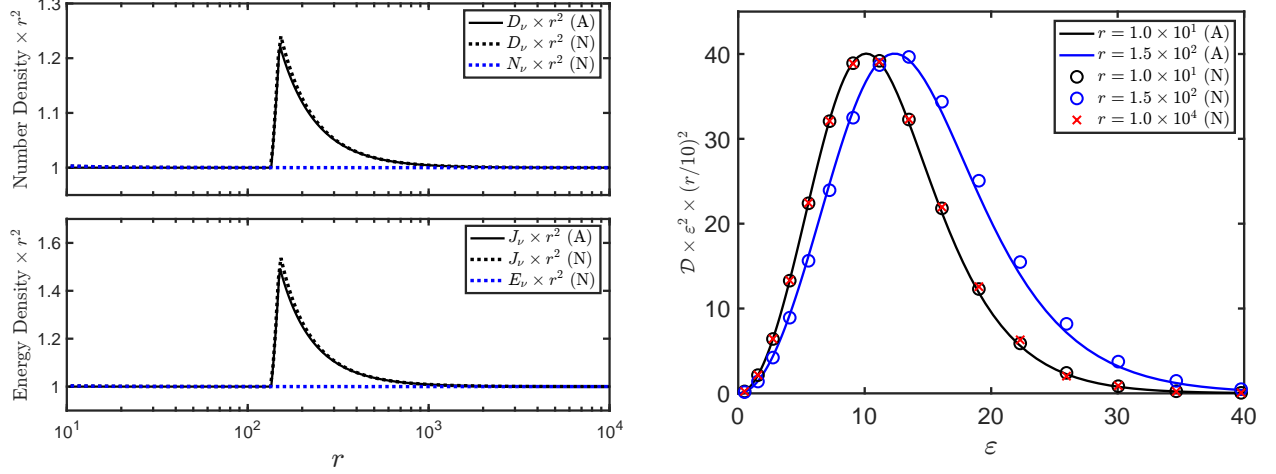 Number Density × r²
1.3
1.2
1.1
1
D_ν × r² (A)
D_ν × r² (N)
N_ν × r² (N)
Energy Density × r²
1.6
1.4
1.2
1
J_ν × r² (A)
J_ν × r² (N)
E_ν × r² (N)
10¹ 10² 10³ 10⁴
r
𝒟 × ε² × (r/10)²
40
30
20
10
0
r = 1.0 × 10¹ (A)
r = 1.5 × 10² (A)
r = 1.0 × 10¹ (N)
r = 1.5 × 10² (N)
r = 1.0 × 10⁴ (N)
0 10 20 30 40
ε